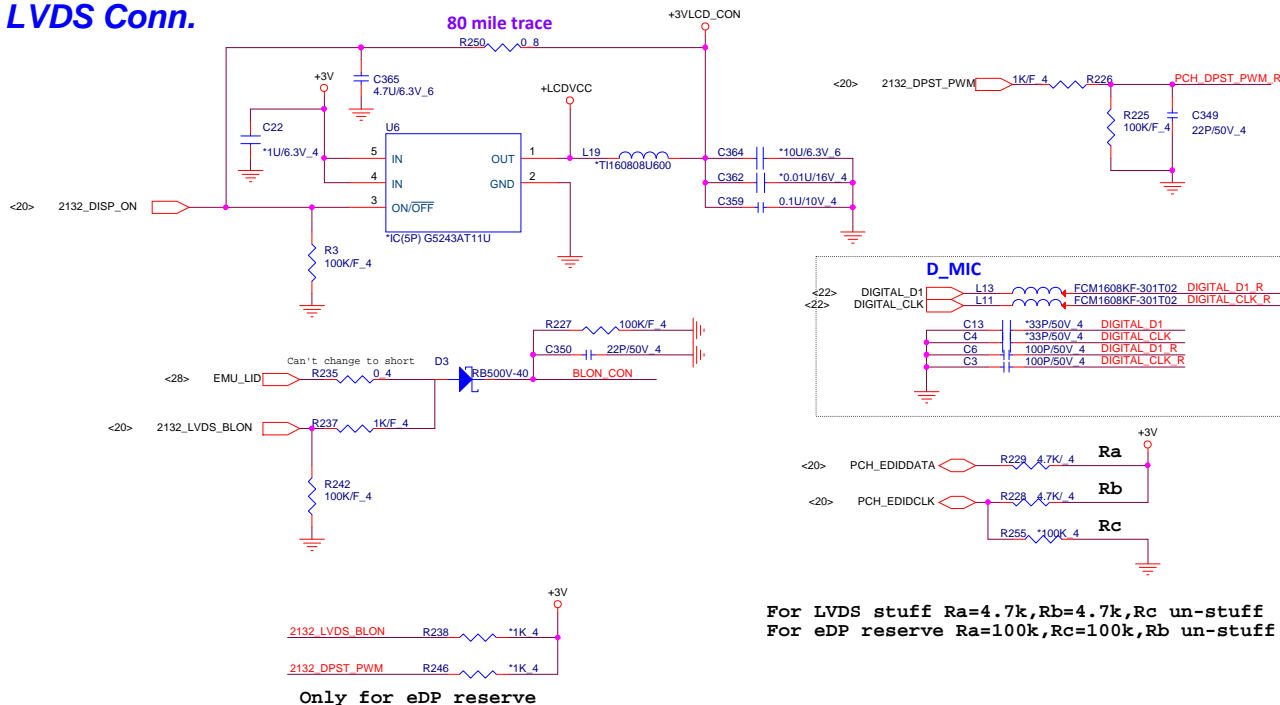 LVDS Conn.
80 mile trace
+3VLCD_CON
R250 0_8
+3V
C365
4.7U/6.3V_6
+LCDVCC
C22
*1U/6.3V_4
U6
5 IN
4 IN
3 ON/OFF
OUT 1
GND 2
*IC(5P) G5243AT11U
L19
*TI160808U600
C364 *10U/6.3V_6
C362 *0.01U/16V_4
C359 0.1U/10V_4
<20> 2132_DISP_ON
R3
100K/F_4
<20> 2132_DPST_PWM 1K/F_4 R226 PCH_DPST_PWM_R
R225
100K/F_4
C349
22P/50V_4
D_MIC
<22> DIGITAL_D1 L13 FCM1608KF-301T02 DIGITAL_D1_R
<22> DIGITAL_CLK L11 FCM1608KF-301T02 DIGITAL_CLK_R
C13 *33P/50V_4 DIGITAL_D1
C4 *33P/50V_4 DIGITAL_CLK
C6 100P/50V_4 DIGITAL_D1_R
C3 100P/50V_4 DIGITAL_CLK_R
R227 100K/F_4
C350 22P/50V_4
Can't change to short
<28> EMU_LID R235 0_4 D3 RB500V-40 BLON_CON
<20> 2132_LVDS_BLON R237 1K/F_4
R242
100K/F_4
+3V
<20> PCH_EDIDDATA R229 4.7K/_4 Ra
<20> PCH_EDIDCLK R228 4.7K/_4 Rb
R255 *100K_4 Rc
For LVDS stuff Ra=4.7k,Rb=4.7k,Rc un-stuff
For eDP reserve Ra=100k,Rc=100k,Rb un-stuff
+3V
2132_LVDS_BLON R238 *1K_4
2132_DPST_PWM R246 *1K_4
Only for eDP reserve